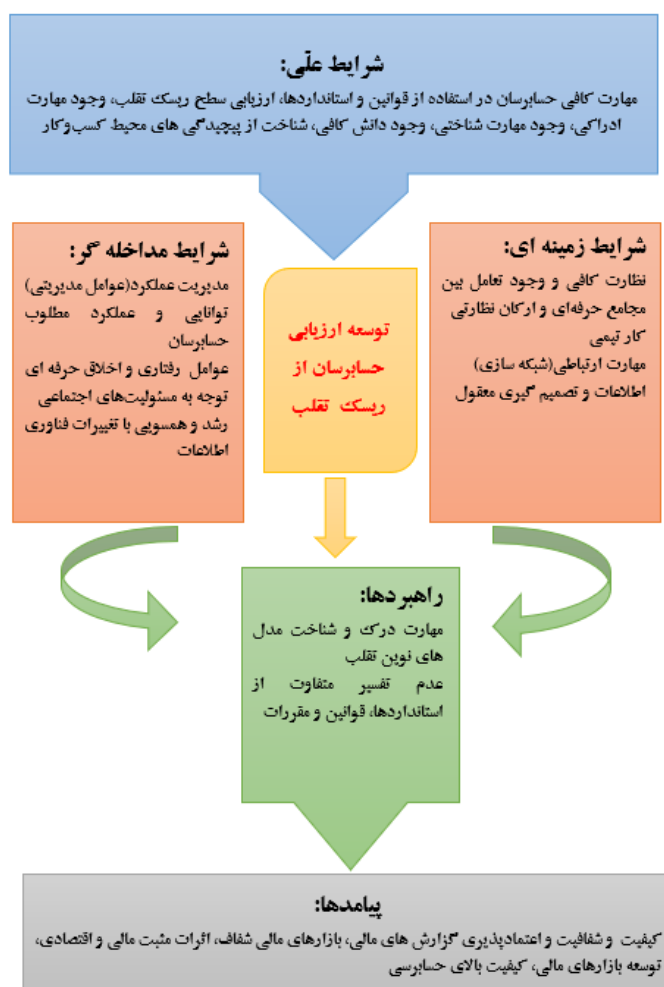 شرایط علّی:
مهارت کافی حسابرسان در استفاده از قوانین و استانداردها، ارزیابی سطح ریسک تقلب، وجود مهارت
ادراکی، وجود مهارت شناختی، وجود دانش کافی، شناخت از پیچیدگی های محیط کسب‌وکار
شرایط زمینه ای:
نظارت کافی و وجود تعامل بین
مجامع حرفه‌ای و ارکان نظارتی
کار تیمی
مهارت ارتباطی(شبکه سازی)
اطلاعات و تصمیم گیری معقول
توسعه ارزیابی
حسابرسان از
ریسک تقلب
شرایط مداخله گر:
مدیریت عملکرد(عوامل مدیریتی)
توانایی و عملکرد مطلوب
حسابرسان
عوامل رفتاری و اخلاق حرفه ای
توجه به مسئولیت‌های اجتماعی
رشد و همسویی با تغییرات فناوری
اطلاعات
راهبردها:
مهارت درک و شناخت مدل
های نوین تقلب
عدم تفسیر متفاوت از
استانداردها، قوانین و مقررات
پیامدها:
کیفیت و شفافیت و اعتمادپذیری گزارش های مالی، بازارهای مالی شفاف، اثرات مثبت مالی و اقتصادی،
توسعه بازارهای مالی، کیفیت بالای حسابرسی